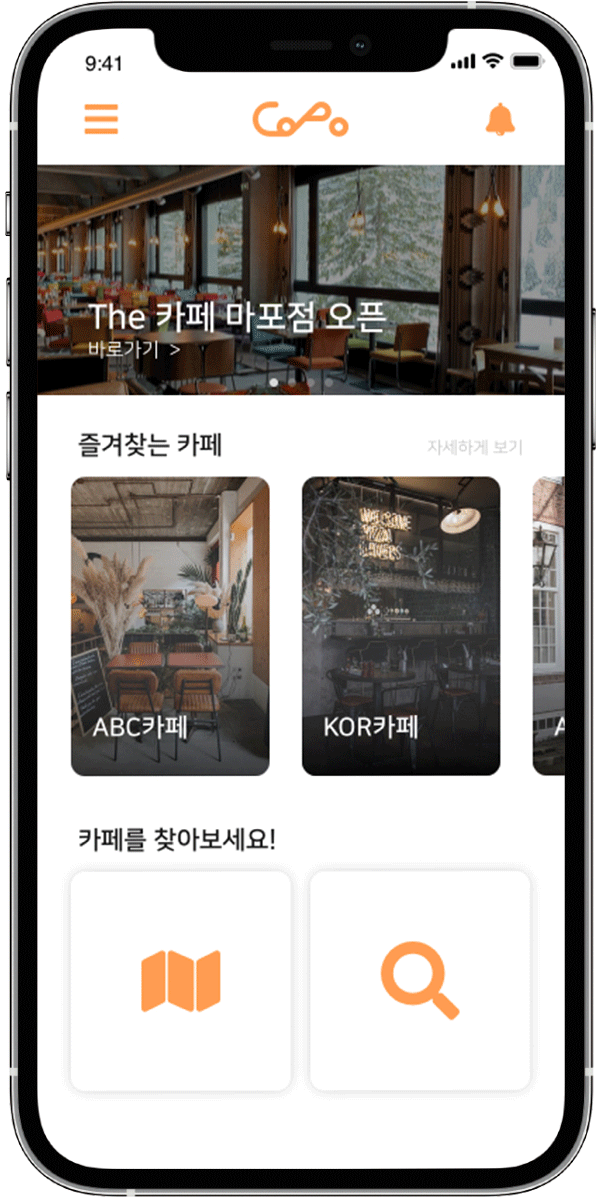 9:41
CoPo
The 카페 마포점 오픈
바로가기 >
즐겨찾는 카페
자세하게 보기
WELCOME
ABC카페
KOR카페
A
카페를 찾아보세요!